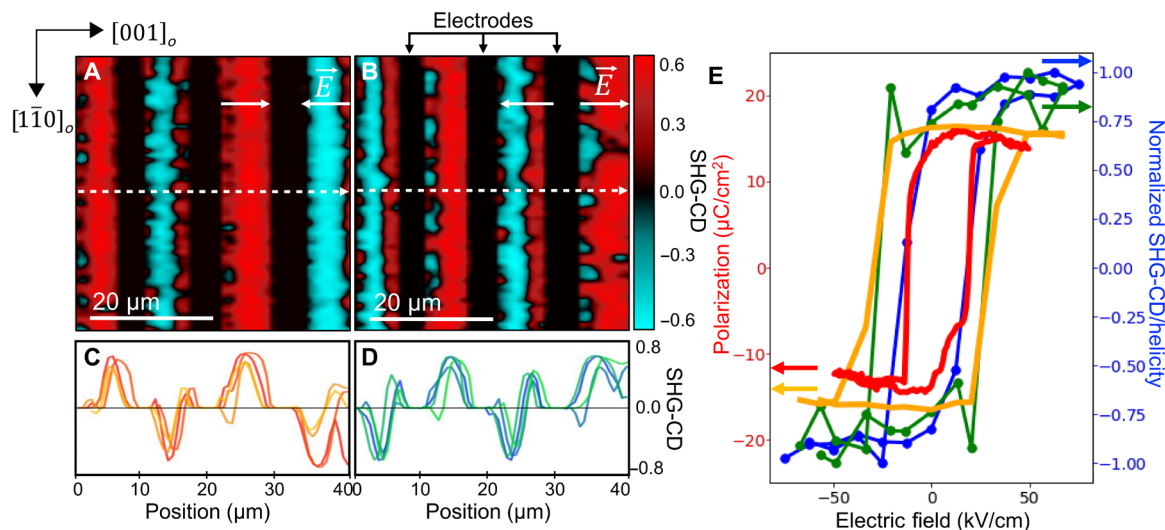 [001]ₒ
[11̅0]ₒ
Electrodes
A
E⃗
20 μm
B
E⃗
20 μm
0.6
0.3
0.0
−0.3
−0.6
SHG-CD
C
D
0.8
0.0
-0.8
SHG-CD
0 10 20 30 40
0 10 20 30 40
Position (μm)
Position (μm)
E
20
10
0
−10
−20
Polarization (μC/cm²)
1.00
0.75
0.50
0.25
0.00
−0.25
−0.50
−0.75
−1.00
Normalized SHG-CD/helicity
−50 0 50
Electric field (kV/cm)